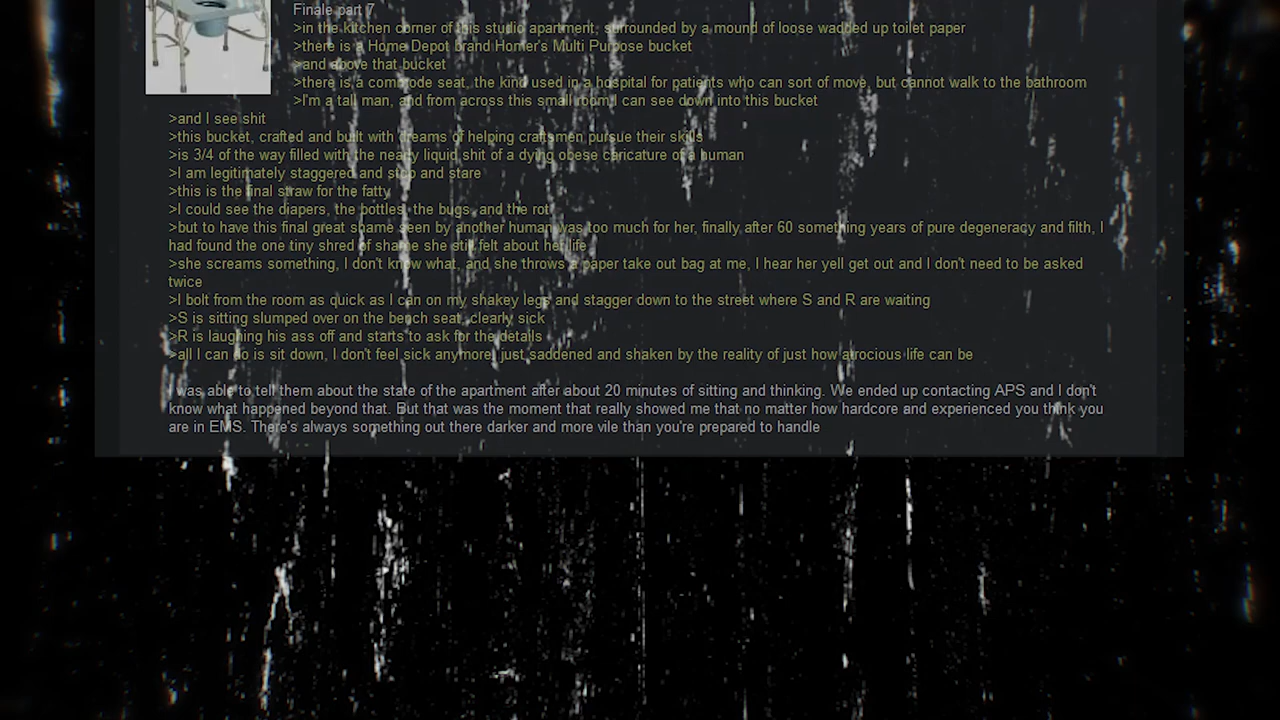 Finale part 7
>in the kitchen corner of this studio apartment, surrounded by a mound of loose wadded up toilet paper
>there is a Home Depot brand Homer's Multi Purpose bucket
>and above that bucket
>there is a commode seat, the kind used in a hospital for patients who can sort of move, but cannot walk to the bathroom
>I'm a tall man, and from across this small room I can see down into this bucket
>and I see shit
>this bucket, crafted and built with dreams of helping craftsmen pursue their skills
>is 3/4 of the way filled with the nearly liquid shit of a dying obese caricature of a human
>I am legitimately staggered and stop and stare
>this is the final straw for the fatty
>I could see the diapers, the bottles, the bugs, and the rot
>but to have this final great shame seen by another human was too much for her, finally after 60 something years of pure degeneracy and filth, I
had found the one tiny shred of shame she still felt about her life
>she screams something, I don't know what, and she throws a paper take out bag at me, I hear her yell get out and I don't need to be asked
twice
>I bolt from the room as quick as I can on my shakey legs and stagger down to the street where S and R are waiting
>S is sitting slumped over on the bench seat, clearly sick
>R is laughing his ass off and starts to ask for the details
>all I can do is sit down, I don't feel sick anymore, just saddened and shaken by the reality of just how atrocious life can be
I was able to tell them about the state of the apartment after about 20 minutes of sitting and thinking. We ended up contacting APS and I don't
know what happened beyond that. But that was the moment that really showed me that no matter how hardcore and experienced you think you
are in EMS. There's always something out there darker and more vile than you're prepared to handle